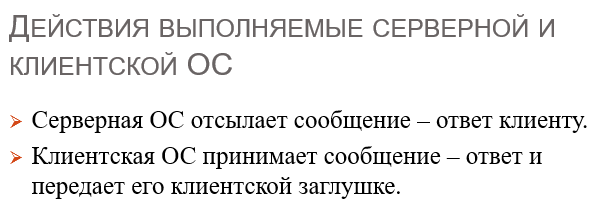 ДЕЙСТВИЯ ВЫПОЛНЯЕМЫЕ СЕРВЕРНОЙ И
КЛИЕНТСКОЙ ОС
Серверная ОС отсылает сообщение – ответ клиенту.
Клиентская ОС принимает сообщение – ответ и
передает его клиентской заглушке.